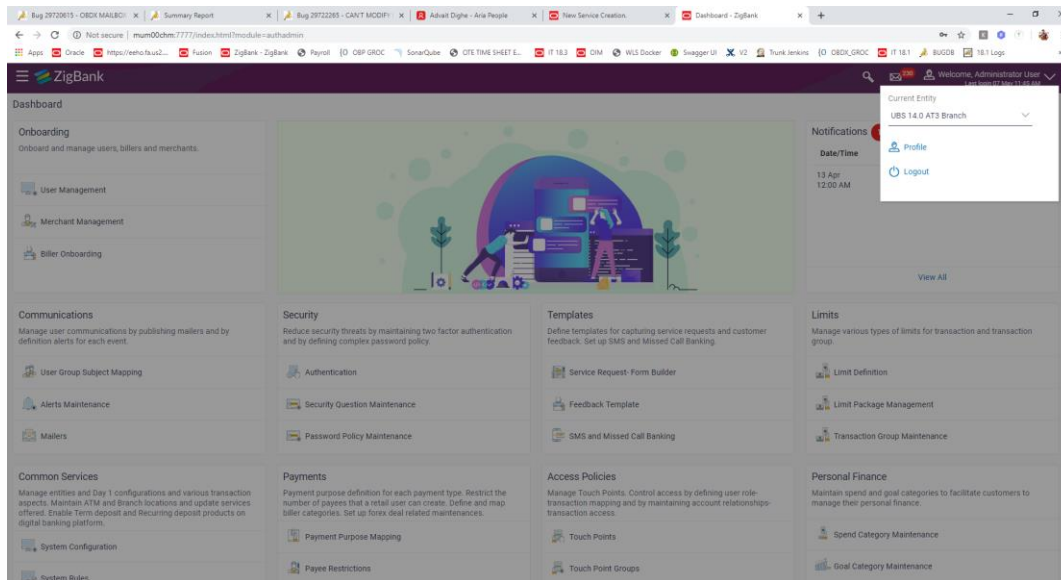 Bug 29720615 - OBDX MAILBOX
Summary Report
Bug 29722265 - CAN'T MODIFY
Advait Dighe - Aria People
New Service Creation.
Dashboard - ZigBank
Not secure | mum00chm:7777/index.html?module=authadmin
Apps
Oracle
https://eeho.fa.us2....
Fusion
ZigBank - ZigBank
Payroll
OBP GROC
SonarQube
CITE TIME SHEET E...
IT 18.3
OIM
WLS Docker
Swagger UI
V2
Trunk Jenkins
OBDX_GROC
IT 18.1
BUGDB
18.1 Logs
ZigBank
Welcome, Administrator User
Last login 07 May 11:45 AM
Dashboard
Current Entity
UBS 14.0 AT3 Branch
Profile
Logout
Onboarding
Onboard and manage users, billers and merchants.
User Management
Merchant Management
Biller Onboarding
Notifications
Date/Time
13 Apr
12:00 AM
View All
Communications
Manage user communications by publishing mailers and by
definition alerts for each event.
User Group Subject Mapping
Alerts Maintenance
Mailers
Security
Reduce security threats by maintaining two factor authentication
and by defining complex password policy.
Authentication
Security Question Maintenance
Password Policy Maintenance
Templates
Define templates for capturing service requests and customer
feedback. Set up SMS and Missed Call Banking.
Service Request- Form Builder
Feedback Template
SMS and Missed Call Banking
Limits
Manage various types of limits for transaction and transaction
group.
Limit Definition
Limit Package Management
Transaction Group Maintenance
Common Services
Manage entities and Day 1 configurations and various transaction
aspects. Maintain ATM and Branch locations and update services
offered. Enable Term deposit and Recurring deposit products on
digital banking platform.
System Configuration
System Rules
Payments
Payment purpose definition for each payment type. Restrict the
number of payees that a retail user can create. Define and map
biller categories. Set up forex deal related maintenances.
Payment Purpose Mapping
Payee Restrictions
Access Policies
Manage Touch Points. Control access by defining user role-
transaction mapping and by maintaining account relationships-
transaction access.
Touch Points
Touch Point Groups
Personal Finance
Maintain spend and goal categories to facilitate customers to
manage their personal finance.
Spend Category Maintenance
Goal Category Maintenance